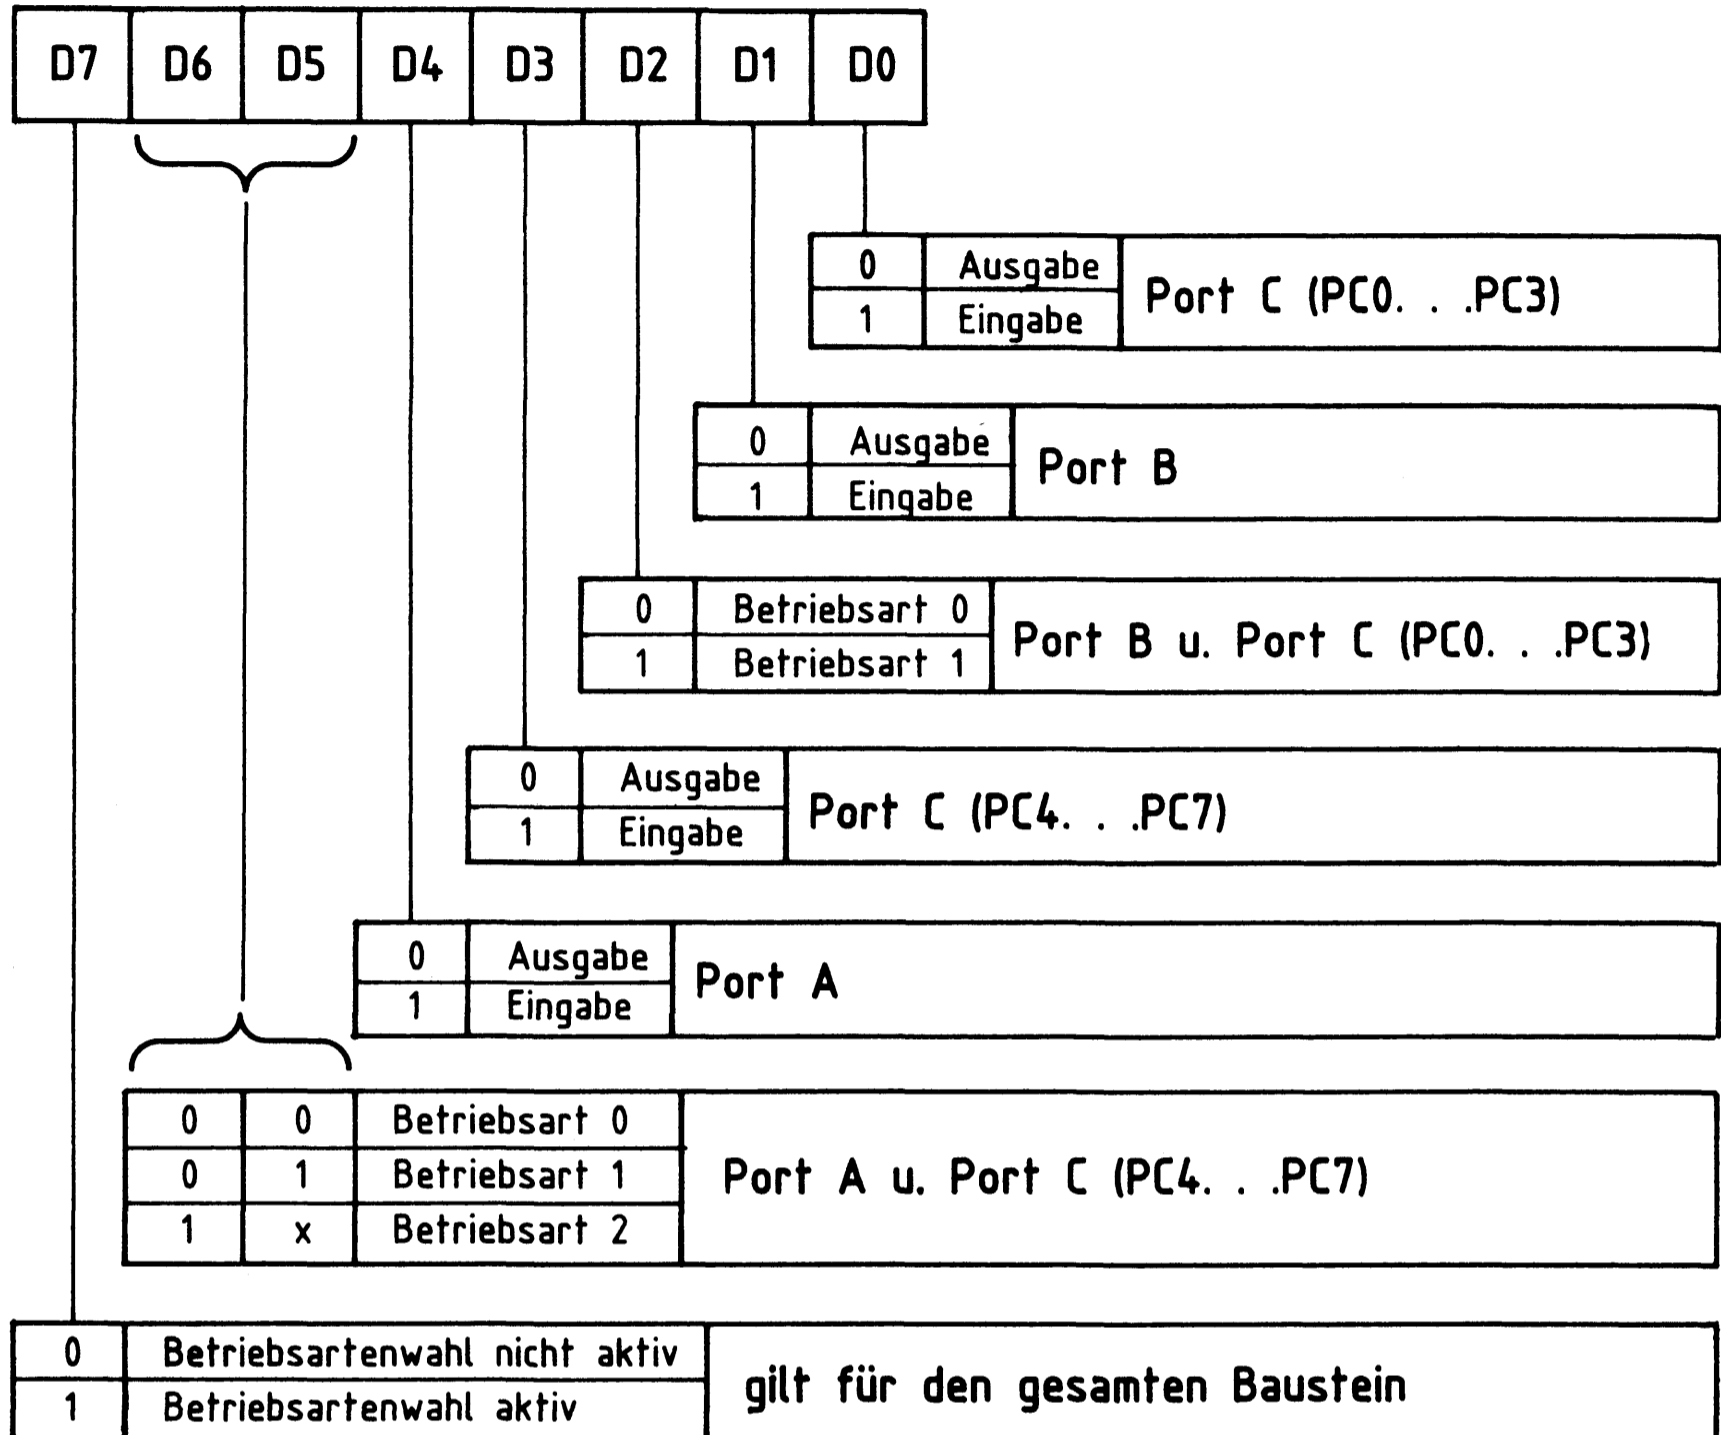 D7 D6 D5 D4 D3 D2 D1 D0
0 Ausgabe
1 Eingabe
Port C (PC0. . .PC3)
0 Ausgabe
1 Eingabe
Port B
0 Betriebsart 0
1 Betriebsart 1
Port B u. Port C (PC0. . .PC3)
0 Ausgabe
1 Eingabe
Port C (PC4. . .PC7)
0 Ausgabe
1 Eingabe
Port A
0 0 Betriebsart 0
0 1 Betriebsart 1
1 x Betriebsart 2
Port A u. Port C (PC4. . .PC7)
0 Betriebsartenwahl nicht aktiv
1 Betriebsartenwahl aktiv
gilt für den gesamten Baustein